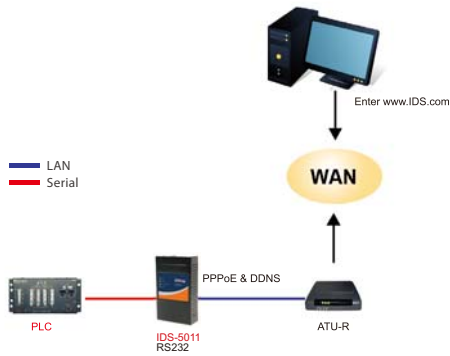 Enter www.IDS.com
WAN
LAN
Serial
PPPoE & DDNS
PLC
IDS-5011
RS232
ATU-R